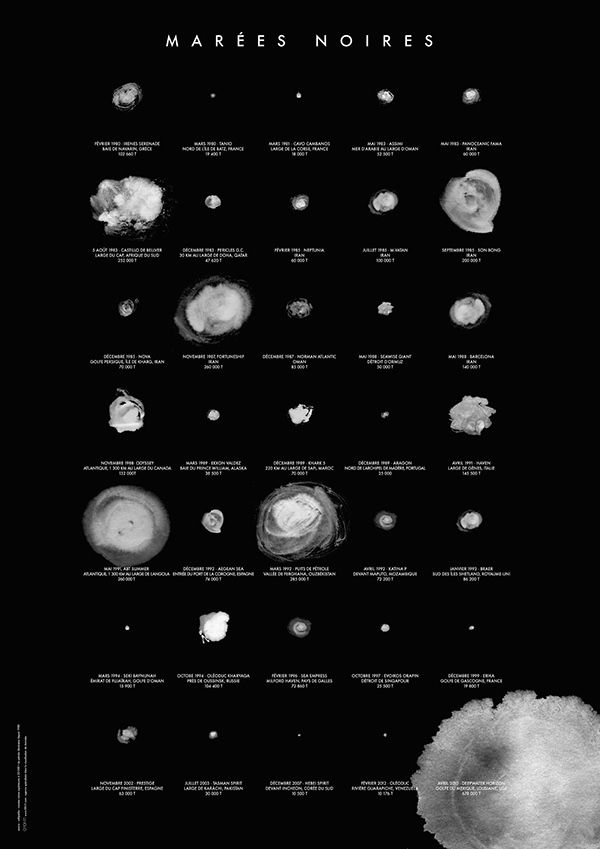 MARÉES NOIRES
FÉVRIER 1980 · IRENES SERENADE
BAIE DE NAVARIN, GRÈCE
102 660 T
MARS 1980 · TANIO
NORD DE L'ÎLE DE BATZ, FRANCE
19 400 T
MARS 1981 · CAVO CAMBANOS
LARGE DE LA CORSE, FRANCE
18 000 T
MAI 1983 · ASSIMI
MER D'ARABIE AU LARGE D'OMAN
52 500 T
MAI 1983 · PANOCEANIC FAMA
IRAN
60 000 T
5 AOÛT 1983 · CASTILLO DE BELLVER
LARGE DU CAP, AFRIQUE DU SUD
252 000 T
DÉCEMBRE 1983 · PERICLES G.C.
30 KM AU LARGE DE DOHA, QATAR
47 620 T
FÉVRIER 1985 · NEPTUNIA
IRAN
60 000 T
JUILLET 1985 · M.VATAN
IRAN
100 000 T
SEPTEMBRE 1985 · SON BONG
IRAN
200 000 T
DÉCEMBRE 1985 · NOVA
GOLFE PERSIQUE, ÎLE DE KHARG, IRAN
70 000 T
NOVEMBRE 1987, FORTUNESHIP
IRAN
260 000 T
DÉCEMBRE 1987 · NORMAN ATLANTIC
OMAN
85 000 T
MAI 1988 · SEAWISE GIANT
DÉTROIT D'ORMUZ
50 000 T
MAI 1988 · BARCELONA
IRAN
140 000 T
NOVEMBRE 1988· ODYSSEY
ATLANTIQUE, 1 300 KM AU LARGE DU CANADA
132 000T
MARS 1989 · EXXON VALDEZ
BAIE DU PRINCE WILLIAM, ALASKA
38 500 T
DÉCEMBRE 1989 · KHARK 5
220 KM AU LARGE DE SAFI, MAROC
70 000 T
DÉCEMBRE 1989 · ARAGON
NORD DE L'ARCHIPEL DE MADÈRE, PORTUGAL
25 000
AVRIL 1991 · HAVEN
LARGE DE GÊNES, ITALIE
145 500 T
MAI 1991, ABT SUMMER
ATLANTIQUE, 1 300 KM AU LARGE DE L'ANGOLA
260 000 T
DÉCEMBRE 1992 · AEGEAN SEA
ENTRÉE DU PORT DE LA COROGNE, ESPAGNE
74 000 T
MARS 1992 · PUITS DE PÉTROLE
VALLÉE DE FERGHANA, OUZBÉKISTAN
285 000 T
AVRIL 1992 · KATINA P
DEVANT MAPUTO, MOZAMBIQUE
72 200 T
JANVIER 1993 · BRAER
SUD DES ÎLES SHETLAND, ROYAUME-UNI
86 200 T
MARS 1994 · SEKI BAYNUNAH
ÉMIRAT DE FUJAÏRAH, GOLFE D'OMAN
15 900 T
OCTOBRE 1994 · OLÉODUC KHARYAGA
PRÈS DE OUSSINSK, RUSSIE
104 400 T
FÉVRIER 1996 · SEA EMPRESS
MILFORD HAVEN, PAYS DE GALLES
72 860 T
OCTOBRE 1997 · EVOIKOS ORAPIN
DÉTROIT DE SINGAPOUR
25 500 T
DÉCEMBRE 1999 · ERIKA
GOLFE DE GASCOGNE, FRANCE
19 800 T
NOVEMBRE 2002 · PRESTIGE
LARGE DU CAP FINISTERRE, ESPAGNE
63 000 T
JUILLET 2003 · TASMAN SPIRIT
LARGE DE KARÂCHI, PAKISTAN
30 000 T
DÉCEMBRE 2007 · HEBEI SPIRIT
DEVANT INCHEON, CORÉE DU SUD
10 500 T
FÉVRIER 2012 · OLÉODUC
RIVIÈRE GUARAPICHE, VENEZUELA
10 176 T
AVRIL 2010 · DEEPWATER HORIZON
GOLFE DU MEXIQUE, LOUISIANE, USA
678 000 T